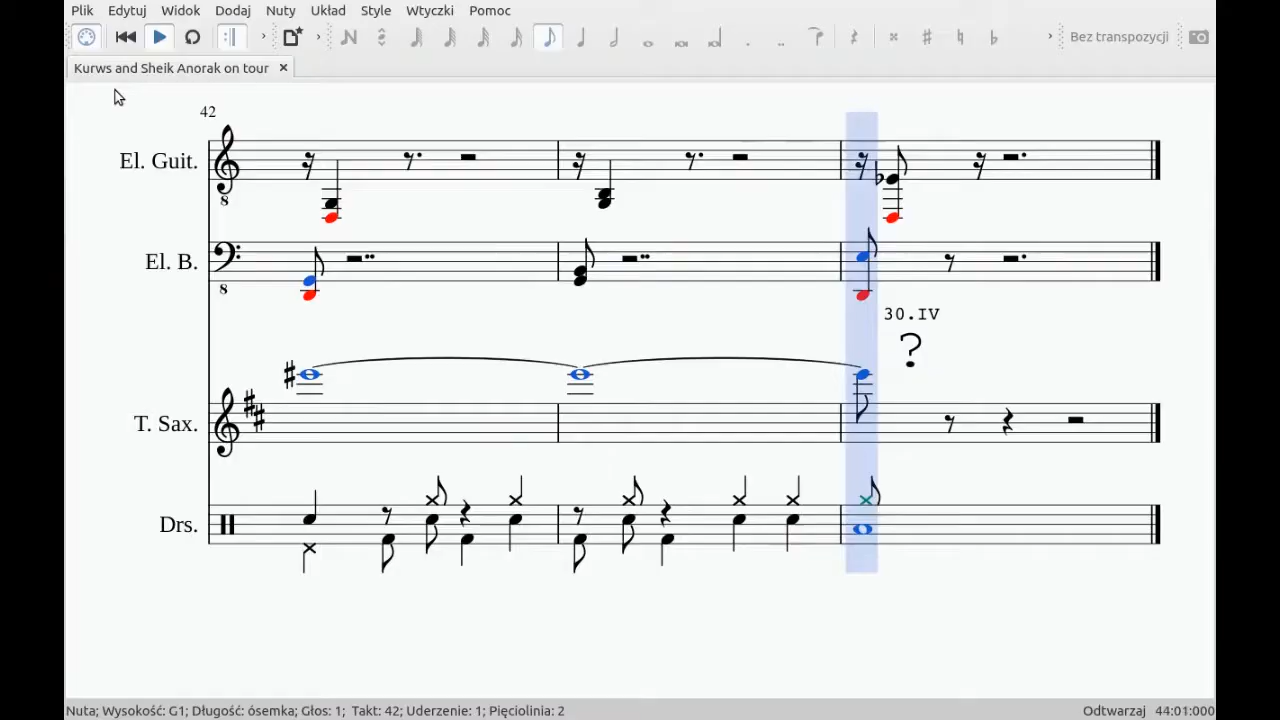 Plik Edytuj Widok Dodaj Nuty Układ Style Wtyczki Pomoc
Bez transpozycji
Kurws and Sheik Anorak on tour
42
El. Guit.
8
El. B.
8
30.IV
?
T. Sax.
Drs.
Nuta; Wysokość: G1; Długość: ósemka; Głos: 1; Takt: 42; Uderzenie: 1; Pięciolinia: 2
Odtwarzaj 44:01:000